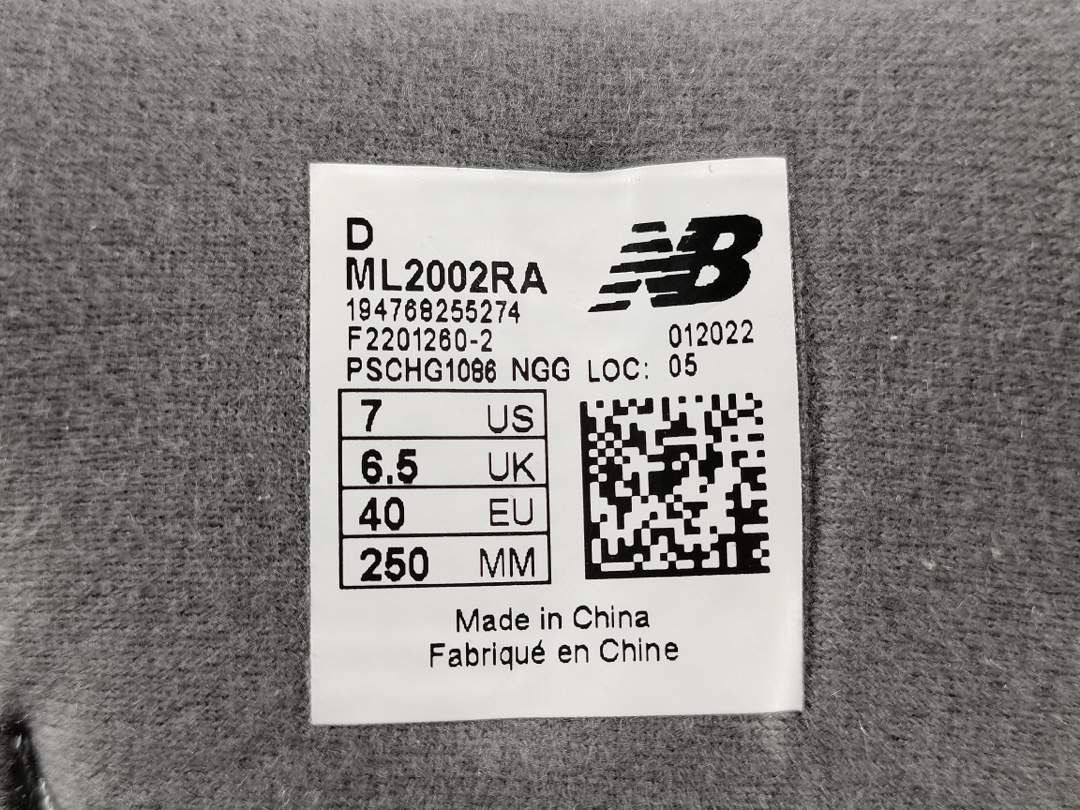 D
ML2002RA
NB
194768255274
F2201260-2 012022
PSCHG1086 NGG LOC: 05
7 US
6.5 UK
40 EU
250 MM
Made in China
Fabriqué en Chine